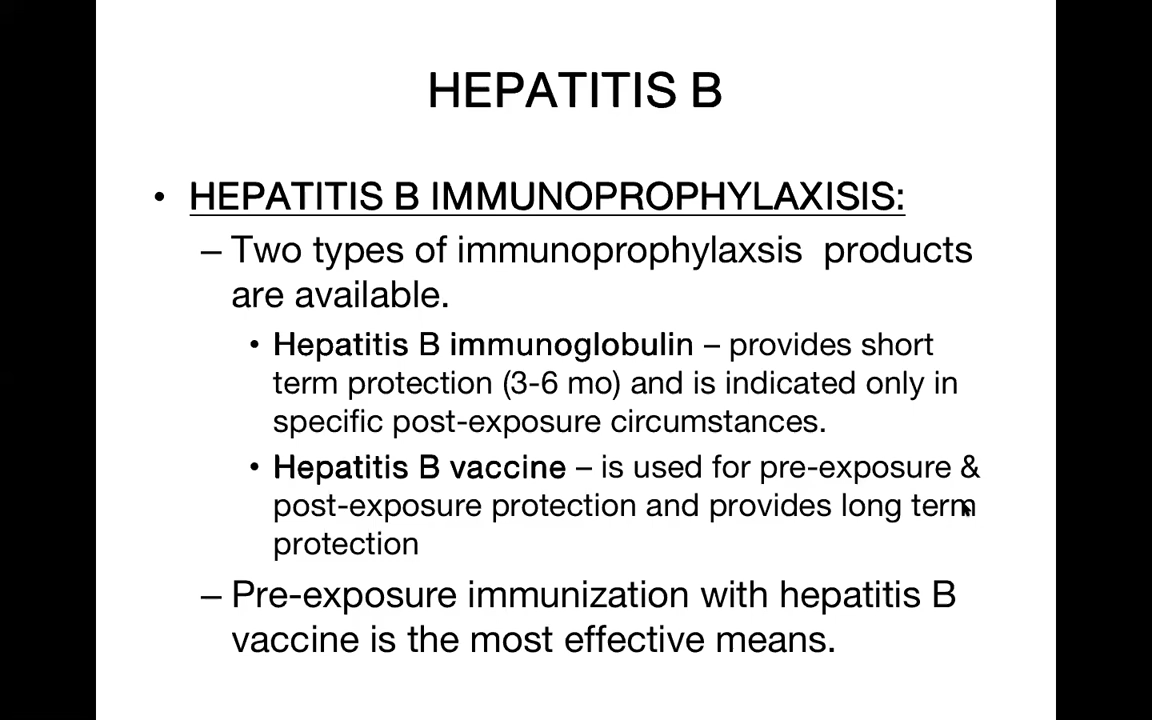 HEPATITIS B
• HEPATITIS B IMMUNOPROPHYLAXISIS:
– Two types of immunoprophylaxsis  products
are available.
• Hepatitis B immunoglobulin – provides short
term protection (3-6 mo) and is indicated only in
specific post-exposure circumstances.
• Hepatitis B vaccine – is used for pre-exposure &
post-exposure protection and provides long term
protection
– Pre-exposure immunization with hepatitis B
vaccine is the most effective means.